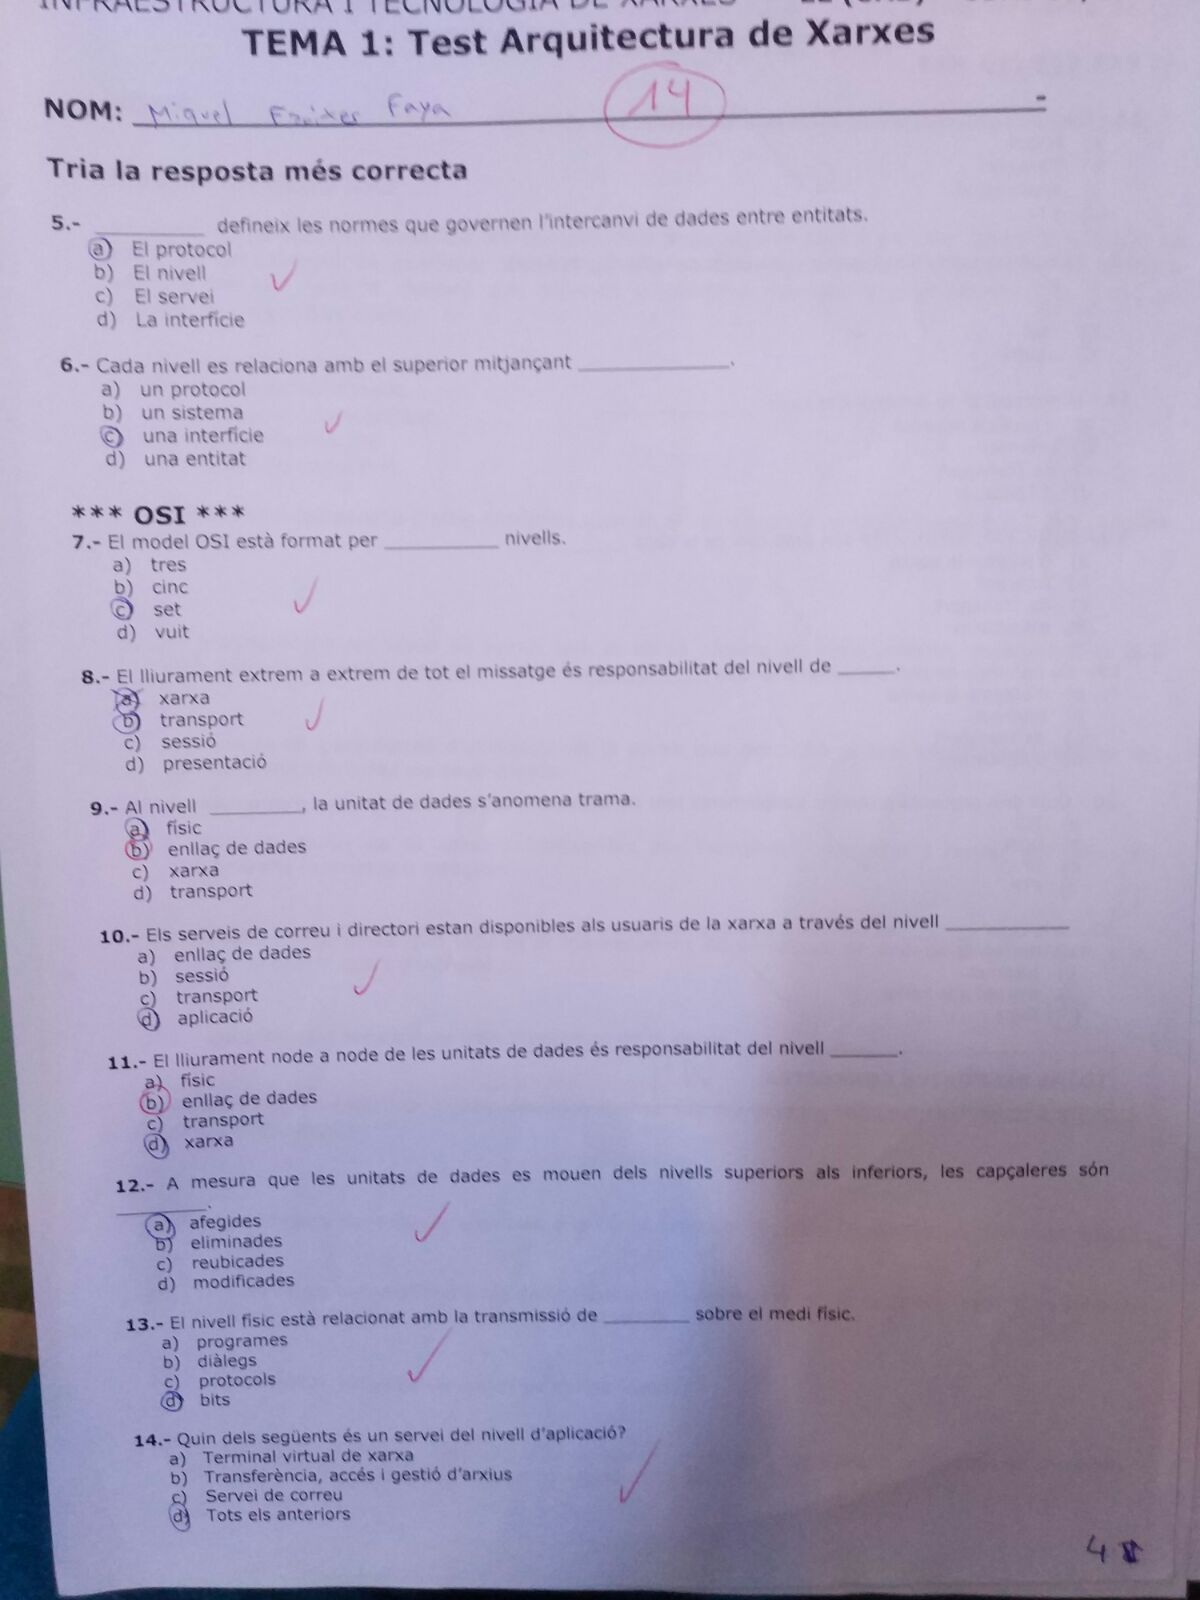 TEMA 1: Test Arquitectura de Xarxes
14
NOM: Miquel Faya
Tria la resposta més correcta
5.- __________ defineix les normes que governen l'intercanvi de dades entre entitats.
a) El protocol
b) El nivell
c) El servei
d) La interfície
6.- Cada nivell es relaciona amb el superior mitjançant ______________.
a) un protocol
b) un sistema
c) una interfície
d) una entitat
*** OSI ***
7.- El model OSI està format per __________ nivells.
a) tres
b) cinc
c) set
d) vuit
8.- El lliurament extrem a extrem de tot el missatge és responsabilitat del nivell de _____.
a) xarxa
b) transport
c) sessió
d) presentació
9.- Al nivell ________, la unitat de dades s'anomena trama.
a) físic
b) enllaç de dades
c) xarxa
d) transport
10.- Els serveis de correu i directori estan disponibles als usuaris de la xarxa a través del nivell ___________
a) enllaç de dades
b) sessió
c) transport
d) aplicació
11.- El lliurament node a node de les unitats de dades és responsabilitat del nivell ______.
a) físic
b) enllaç de dades
c) transport
d) xarxa
12.- A mesura que les unitats de dades es mouen dels nivells superiors als inferiors, les capçaleres són
________.
a) afegides
b) eliminades
c) reubicades
d) modificades
13.- El nivell físic està relacionat amb la transmissió de ________ sobre el medi físic.
a) programes
b) diàlegs
c) protocols
d) bits
14.- Quin dels següents és un servei del nivell d'aplicació?
a) Terminal virtual de xarxa
b) Transferència, accés i gestió d'arxius
c) Servei de correu
d) Tots els anteriors
4